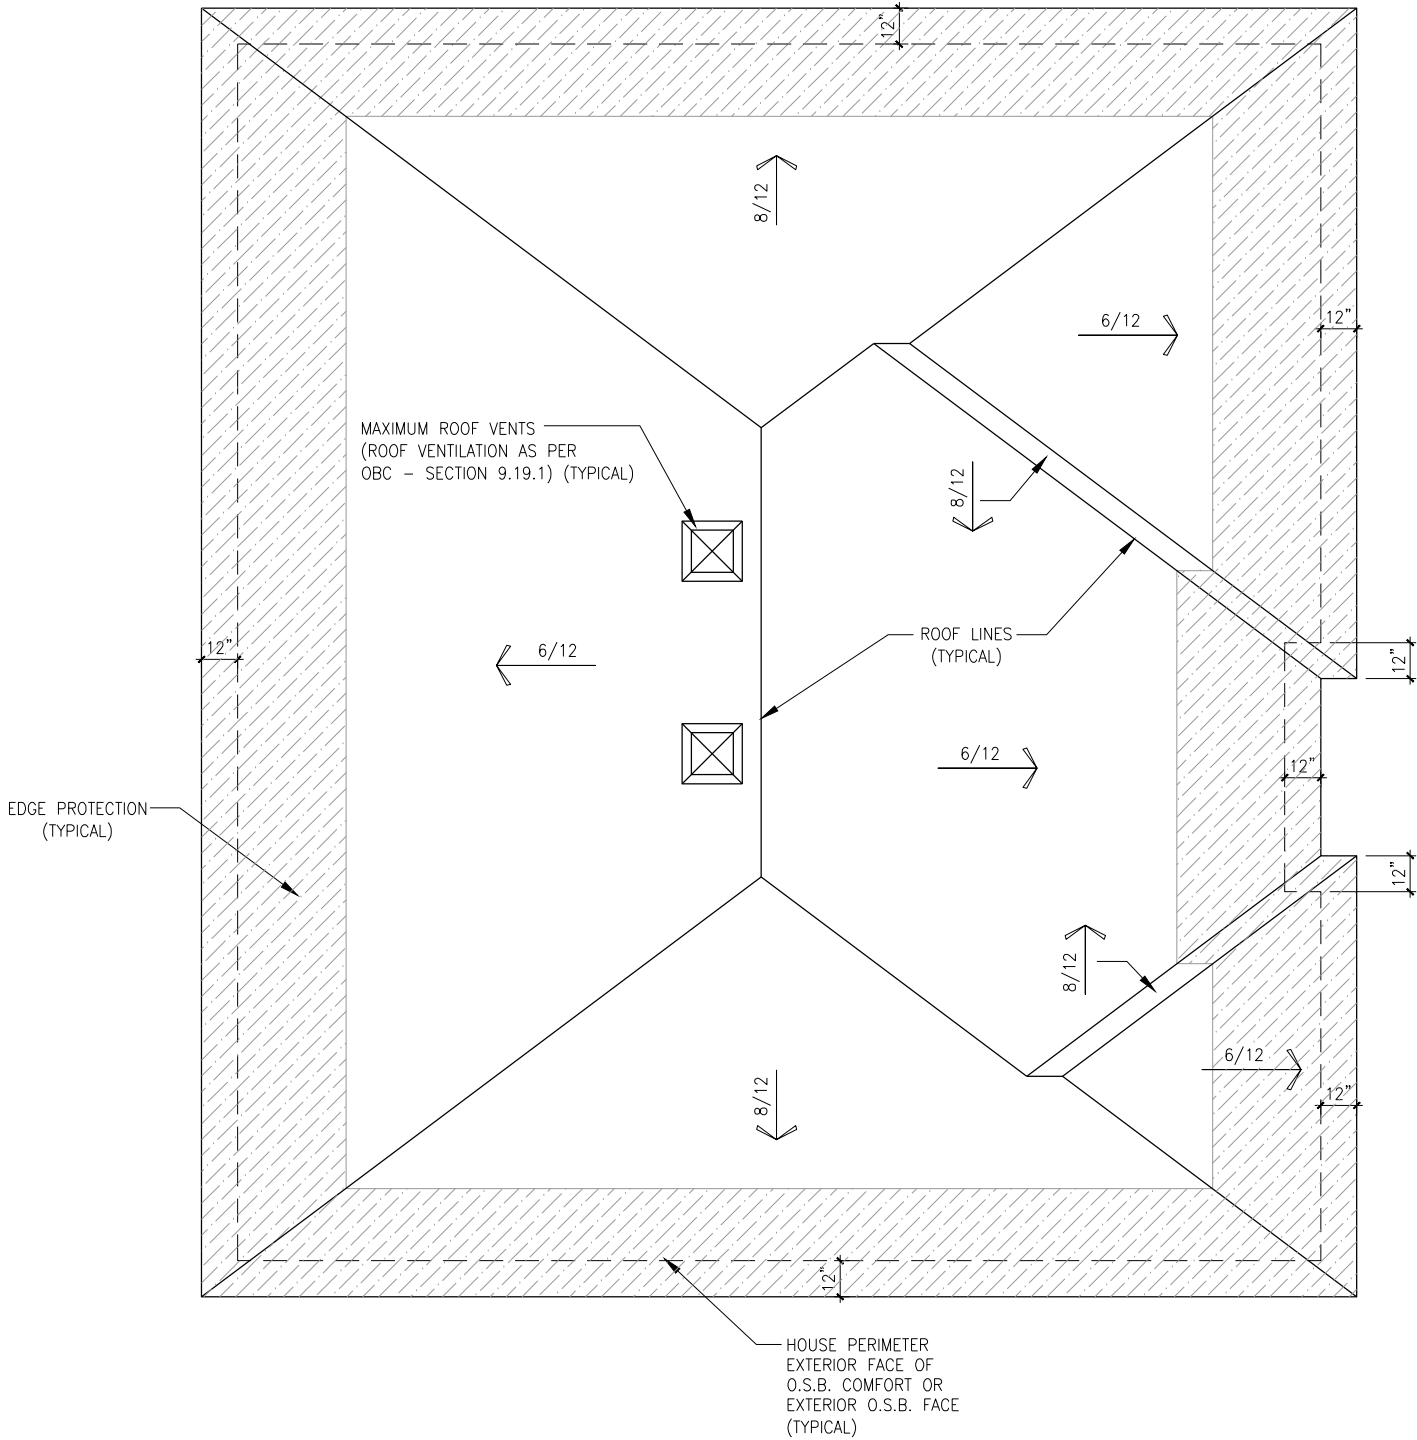 12"
8/12
6/12
12"
MAXIMUM ROOF VENTS
(ROOF VENTILATION AS PER
OBC - SECTION 9.19.1) (TYPICAL)
8/12
12"
6/12
ROOF LINES
(TYPICAL)
12"
6/12
12"
EDGE PROTECTION
(TYPICAL)
12"
8/12
6/12
8/12
12"
12"
HOUSE PERIMETER
EXTERIOR FACE OF
O.S.B. COMFORT OR
EXTERIOR O.S.B. FACE
(TYPICAL)